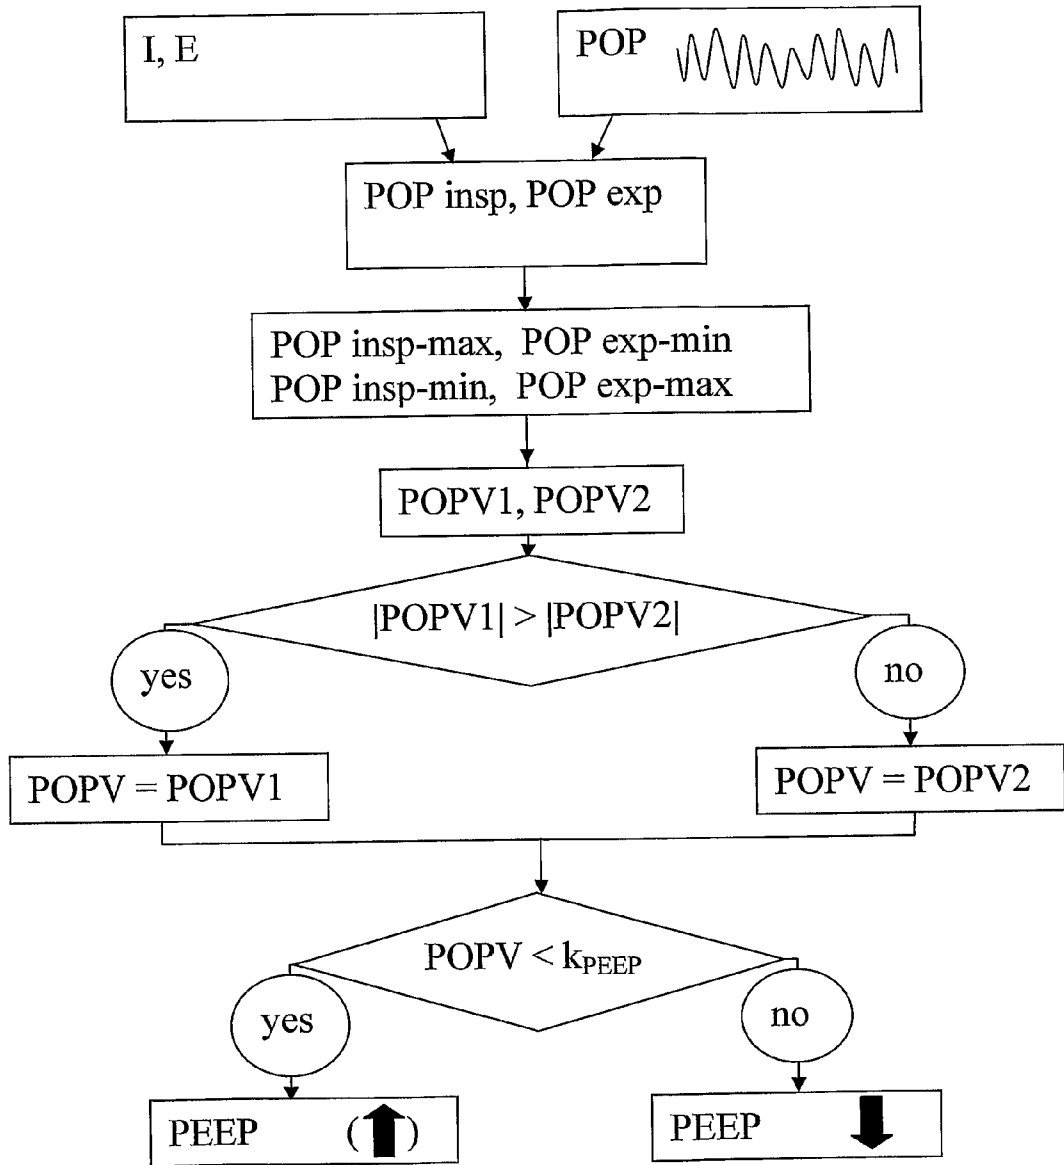 I, E
POP
POP insp, POP exp
POP insp-max, POP exp-min
POP insp-min, POP exp-max
POPV1, POPV2
|POPV1| > |POPV2|
yes
no
POPV = POPV1
POPV = POPV2
POPV < kPEEP
yes
no
PEEP (⬆)
PEEP ⬇